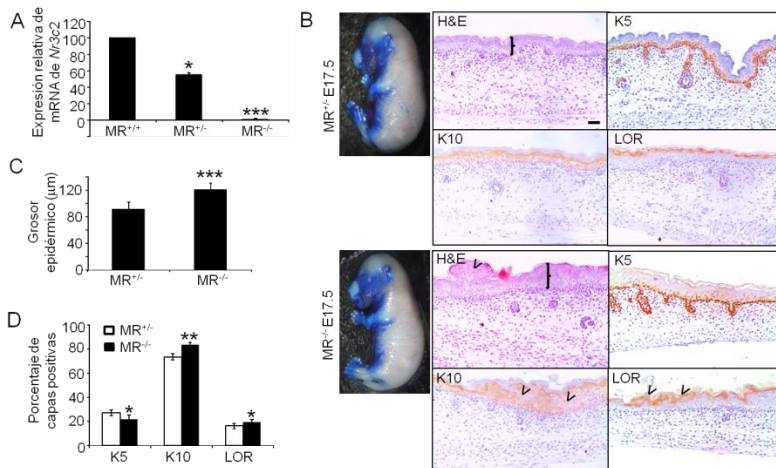 A
Expresión relativa de
mRNA de Nr3c2
120
100
80
60
40
20
0
*
***
MR+/+
MR+/-
MR-/-
B
MR+/- E17.5
H&E
K5
K10
LOR
MR-/- E17.5
H&E
K5
K10
LOR
C
Grosor
epidérmico (µm)
120
80
40
0
***
MR+/-
MR-/-
D
Porcentaje de
capas positivas
80
60
40
20
0
MR+/-
MR-/-
*
**
*
K5
K10
LOR